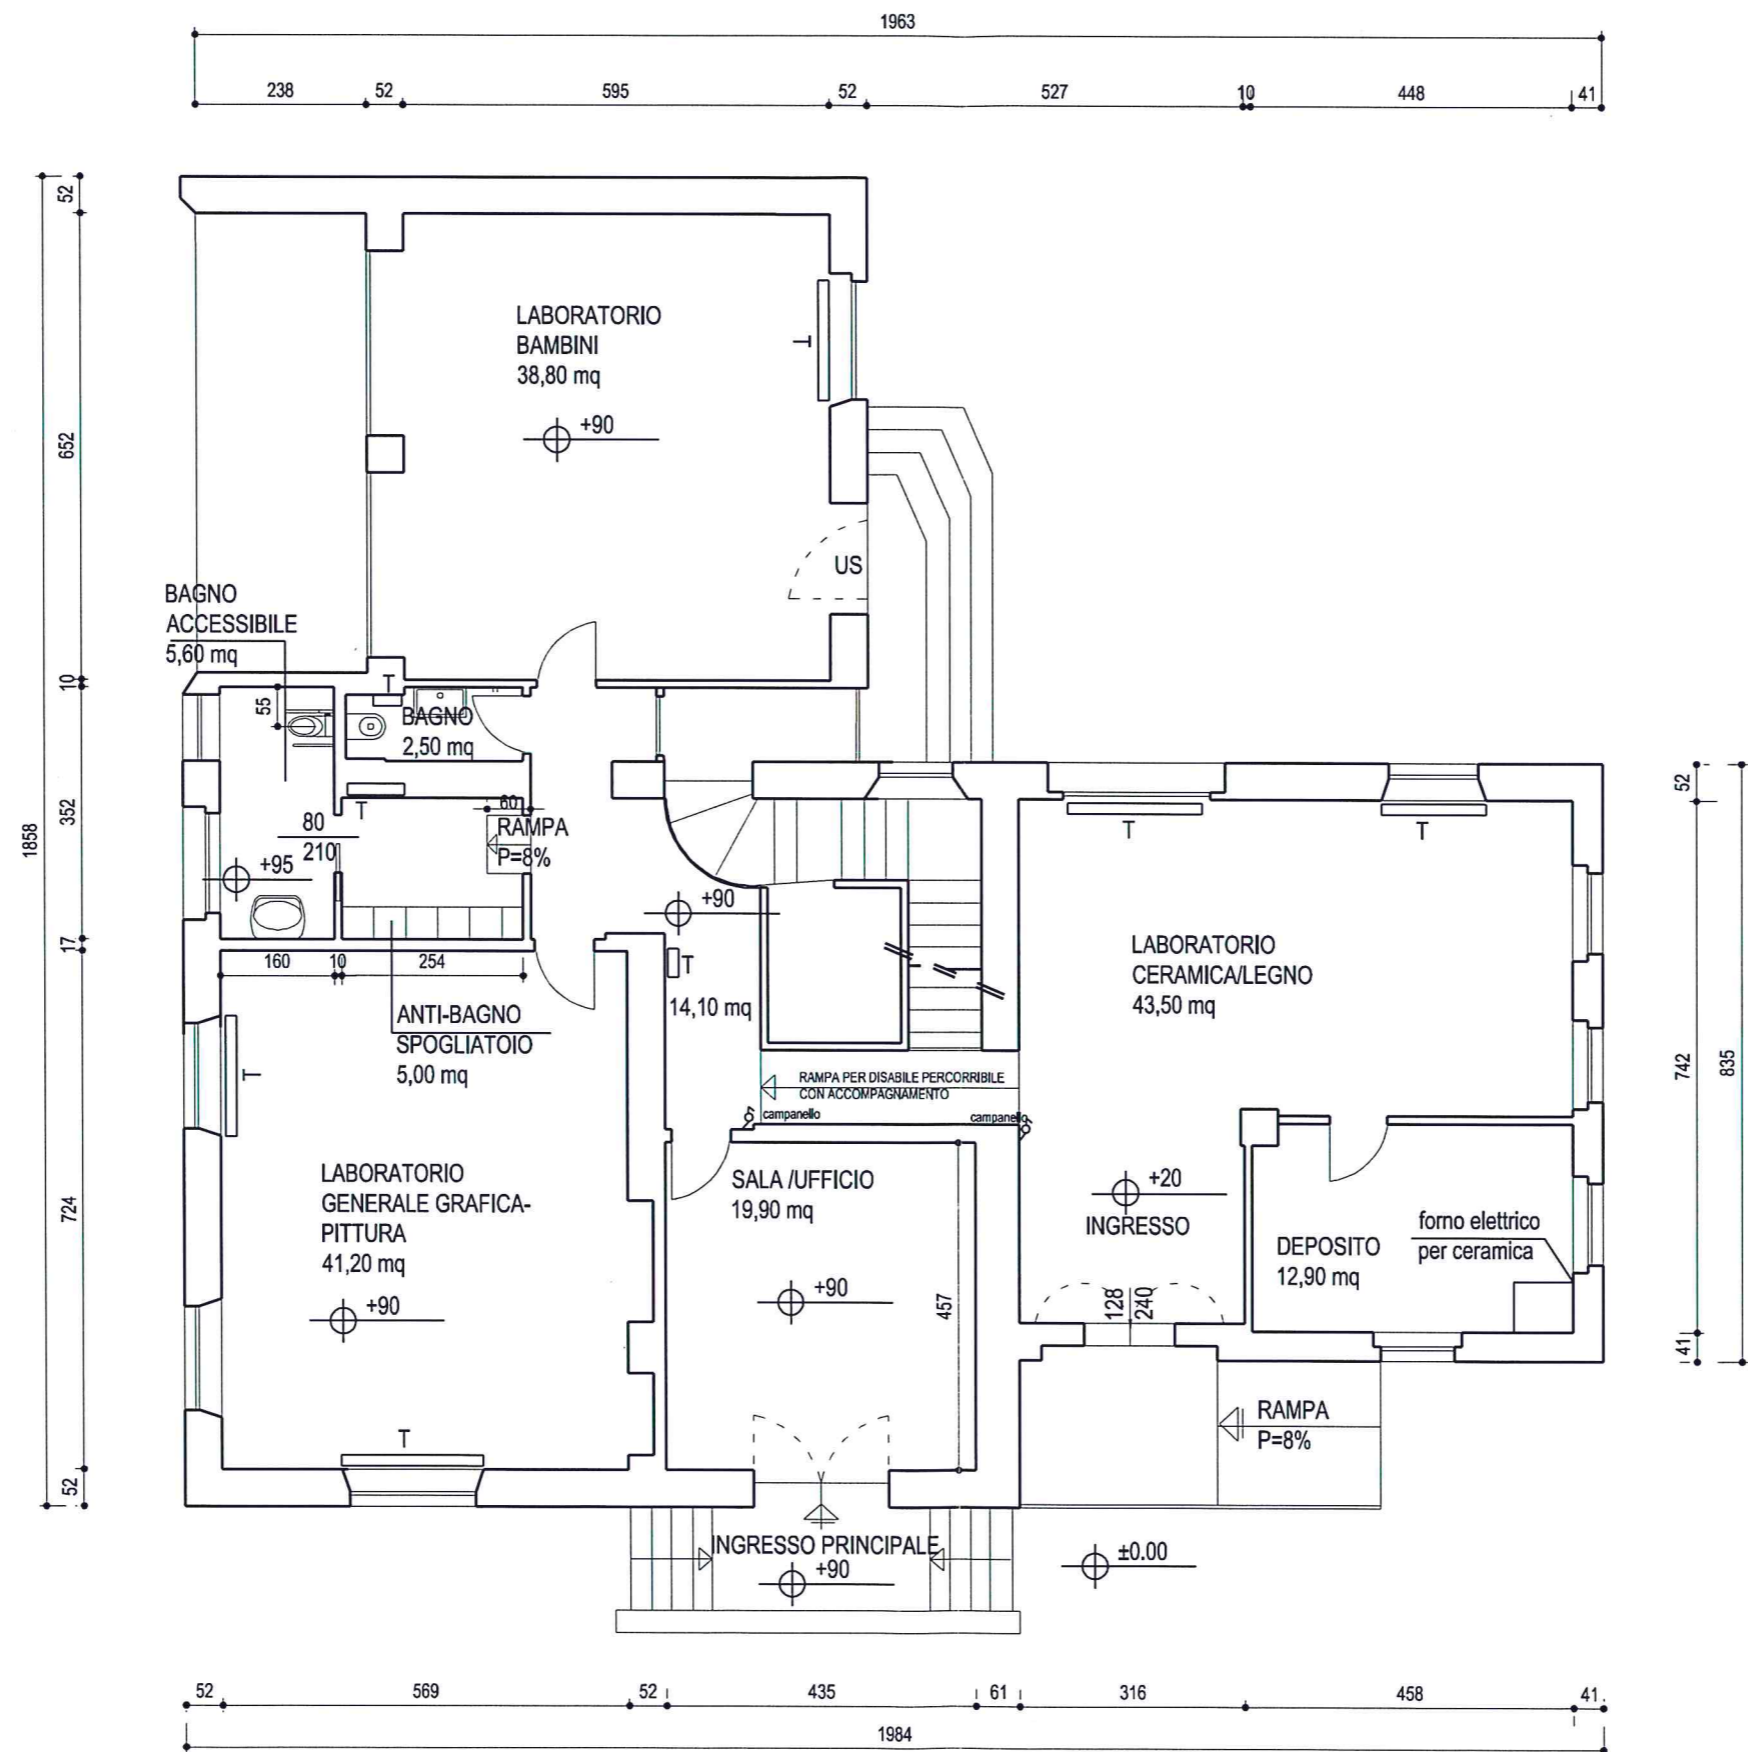 1963
238 52 595 52 527 10 448 41
52
652
10
352
17
724
52
1858
LABORATORIO
BAMBINI
38,80 mq
+90
T
US
BAGNO
ACCESSIBILE
5,60 mq
55
T
BAGNO
2,50 mq
T
60
RAMPA
P=8%
80
210
+95
+90
T
14,10 mq
160 10 254
ANTI-BAGNO
SPOGLIATOIO
5,00 mq
T
T
T
LABORATORIO
CERAMICA/LEGNO
43,50 mq
RAMPA PER DISABILE PERCORRIBILE
CON ACCOMPAGNAMENTO
campanello
campanello
LABORATORIO
GENERALE GRAFICA-
PITTURA
41,20 mq
+90
T
SALA /UFFICIO
19,90 mq
+90
457
+20
INGRESSO
128
240
DEPOSITO
12,90 mq
forno elettrico
per ceramica
RAMPA
P=8%
INGRESSO PRINCIPALE
+90
±0.00
52
742
41
835
52 569 52 435 61 316 458 41
1984